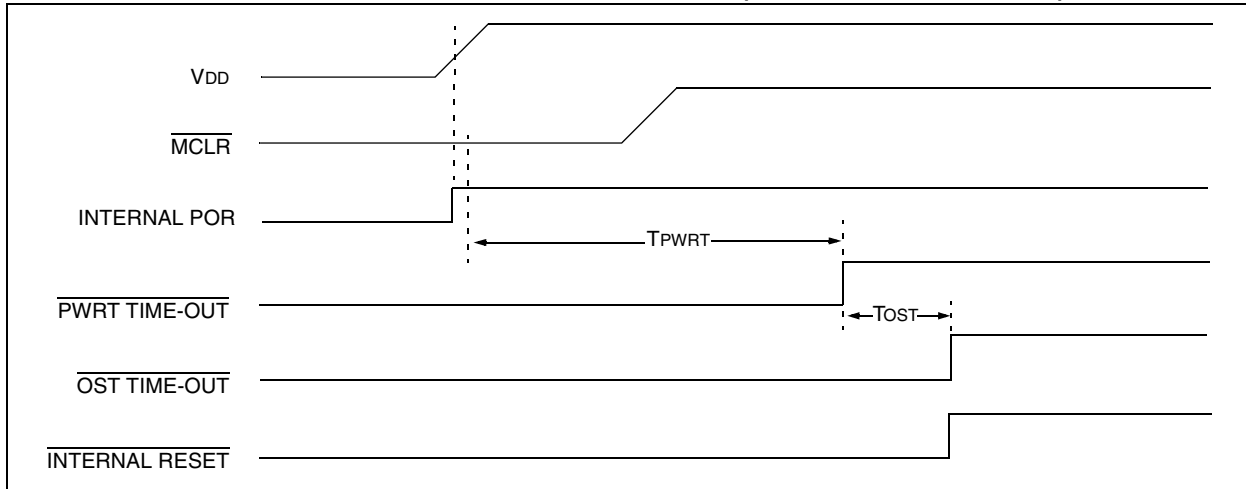 VDD
MCLR
INTERNAL POR
TPWRT
PWRT TIME-OUT
TOST
OST TIME-OUT
INTERNAL RESET